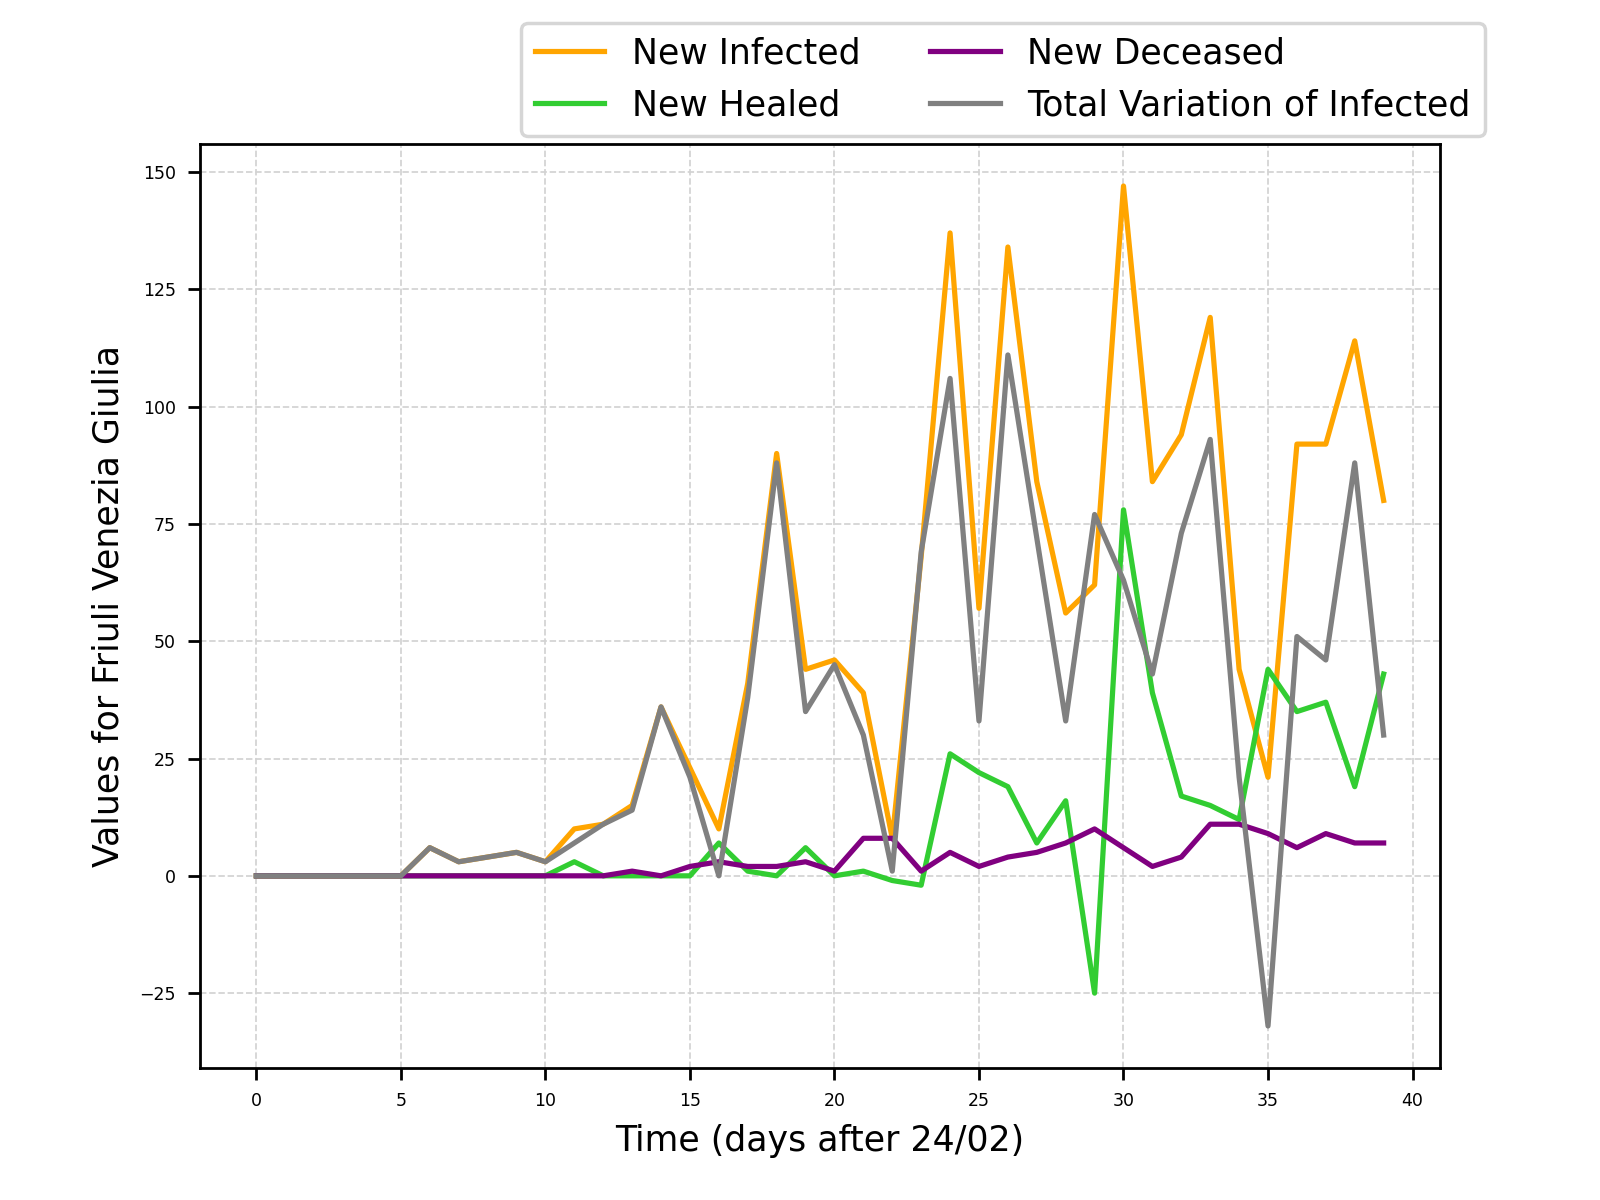 New Infected
New Healed
New Deceased
Total Variation of Infected
Values for Friuli Venezia Giulia
150
125
100
75
50
25
0
−25
0 5 10 15 20 25 30 35 40
Time (days after 24/02)